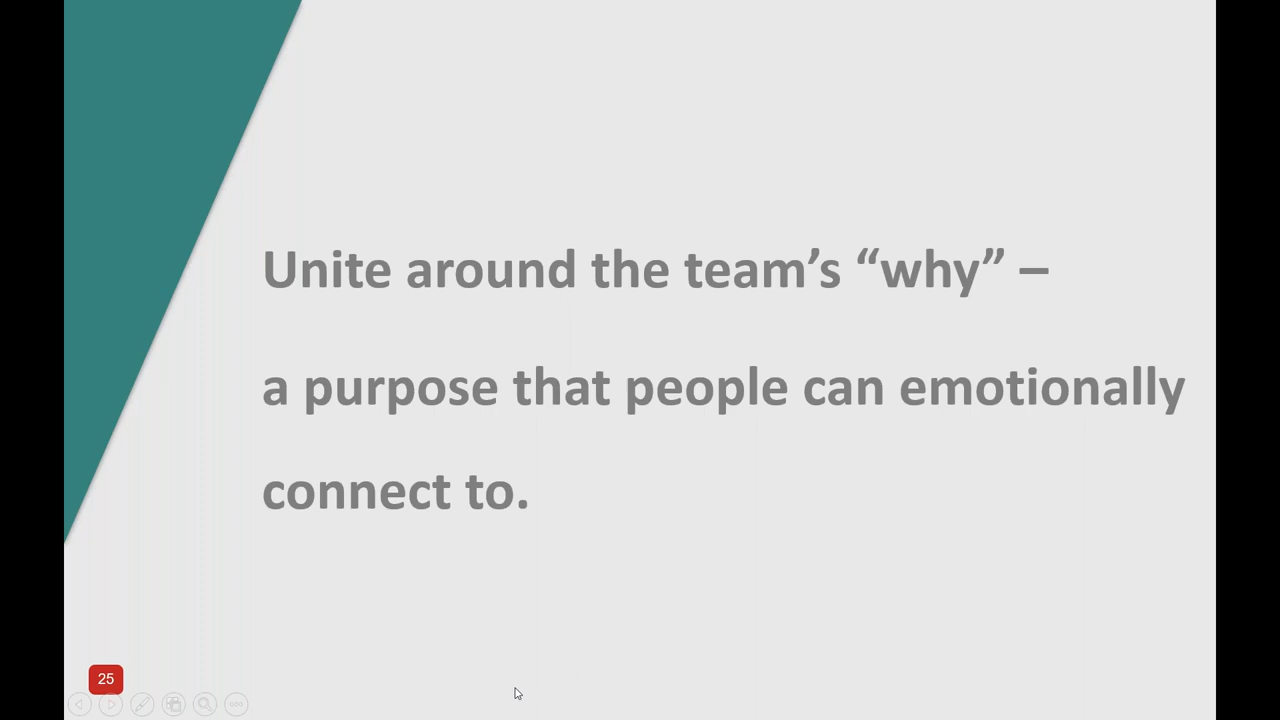 Unite around the team’s “why” –
a purpose that people can emotionally
connect to.
25